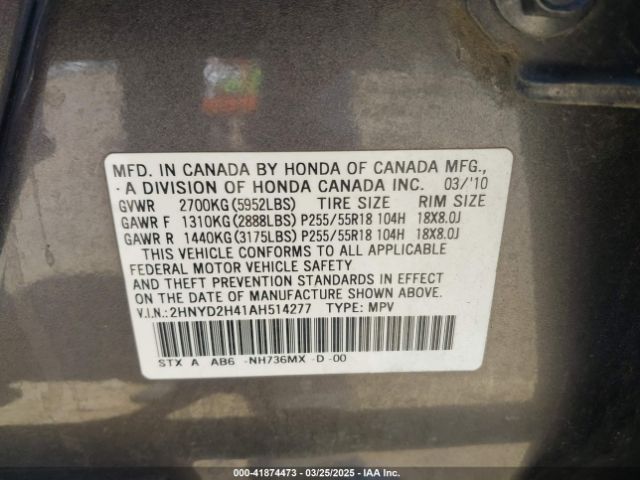 MFD. IN CANADA BY HONDA OF CANADA MFG.,
A DIVISION OF HONDA CANADA INC. 03/'10
GVWR 2700KG(5952LBS) TIRE SIZE RIM SIZE
GAWR F 1310KG(2888LBS) P255/55R18 104H 18X8.0J
GAWR R 1440KG(3175LBS) P255/55R18 104H 18X8.0J
THIS VEHICLE CONFORMS TO ALL APPLICABLE
FEDERAL MOTOR VEHICLE SAFETY
AND THEFT PREVENTION STANDARDS IN EFFECT
ON THE DATE OF MANUFACTURE SHOWN ABOVE.
V.I.N.: 2HNYD2H41AH514277 TYPE: MPV
STX A AB6 -NH736MX -D -00
000-41874473 | 03/25/2025 - IAA Inc.